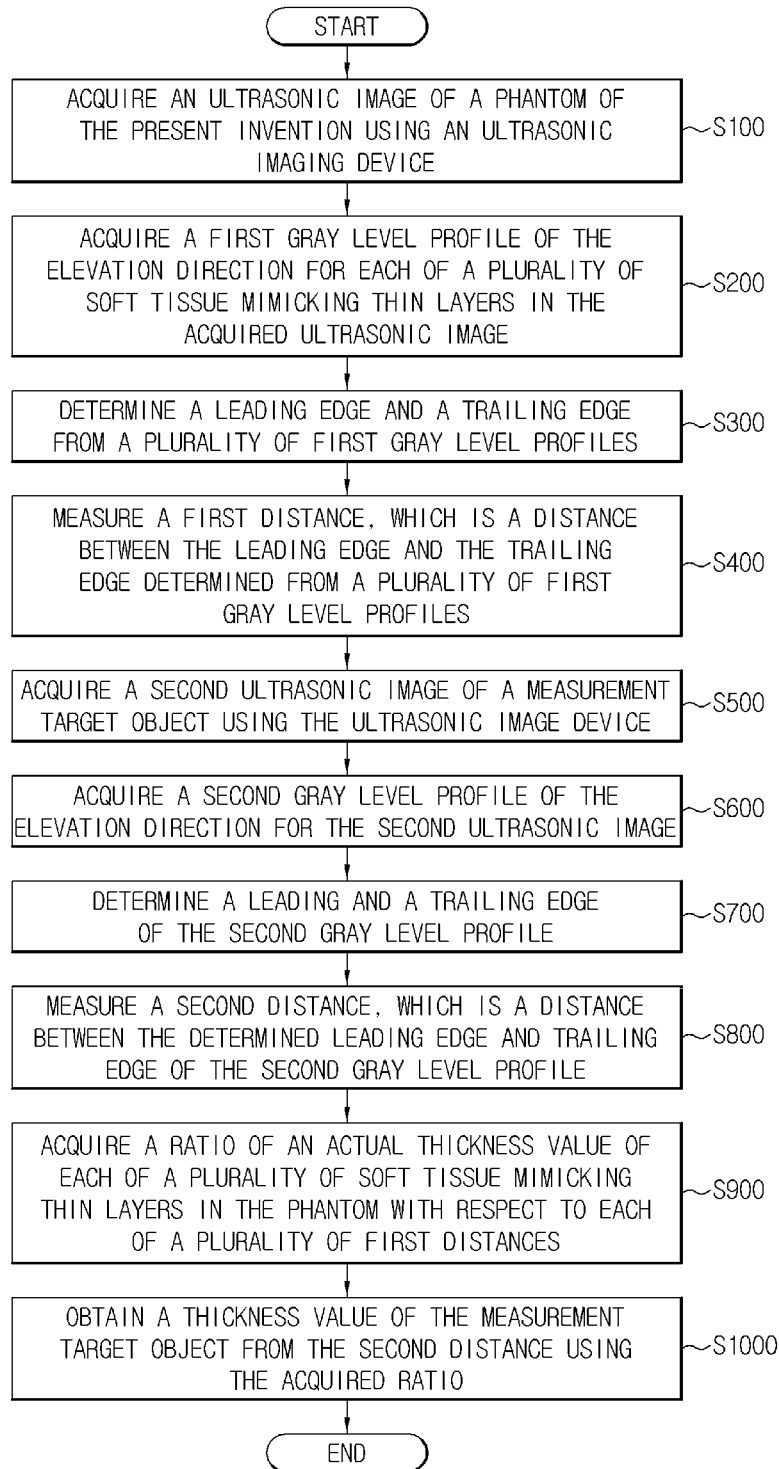 START
ACQUIRE AN ULTRASONIC IMAGE OF A PHANTOM OF
THE PRESENT INVENTION USING AN ULTRASONIC
IMAGING DEVICE
S100
ACQUIRE A FIRST GRAY LEVEL PROFILE OF THE
ELEVATION DIRECTION FOR EACH OF A PLURALITY OF
SOFT TISSUE MIMICKING THIN LAYERS IN THE
ACQUIRED ULTRASONIC IMAGE
S200
DETERMINE A LEADING EDGE AND A TRAILING EDGE
FROM A PLURALITY OF FIRST GRAY LEVEL PROFILES
S300
MEASURE A FIRST DISTANCE, WHICH IS A DISTANCE
BETWEEN THE LEADING EDGE AND THE TRAILING
EDGE DETERMINED FROM A PLURALITY OF FIRST
GRAY LEVEL PROFILES
S400
ACQUIRE A SECOND ULTRASONIC IMAGE OF A MEASUREMENT
TARGET OBJECT USING THE ULTRASONIC IMAGE DEVICE
S500
ACQUIRE A SECOND GRAY LEVEL PROFILE OF THE
ELEVATION DIRECTION FOR THE SECOND ULTRASONIC IMAGE
S600
DETERMINE A LEADING AND A TRAILING EDGE
OF THE SECOND GRAY LEVEL PROFILE
S700
MEASURE A SECOND DISTANCE, WHICH IS A DISTANCE
BETWEEN THE DETERMINED LEADING EDGE AND TRAILING
EDGE OF THE SECOND GRAY LEVEL PROFILE
S800
ACQUIRE A RATIO OF AN ACTUAL THICKNESS VALUE OF
EACH OF A PLURALITY OF SOFT TISSUE MIMICKING
THIN LAYERS IN THE PHANTOM WITH RESPECT TO EACH
OF A PLURALITY OF FIRST DISTANCES
S900
OBTAIN A THICKNESS VALUE OF THE MEASUREMENT
TARGET OBJECT FROM THE SECOND DISTANCE USING
THE ACQUIRED RATIO
S1000
END